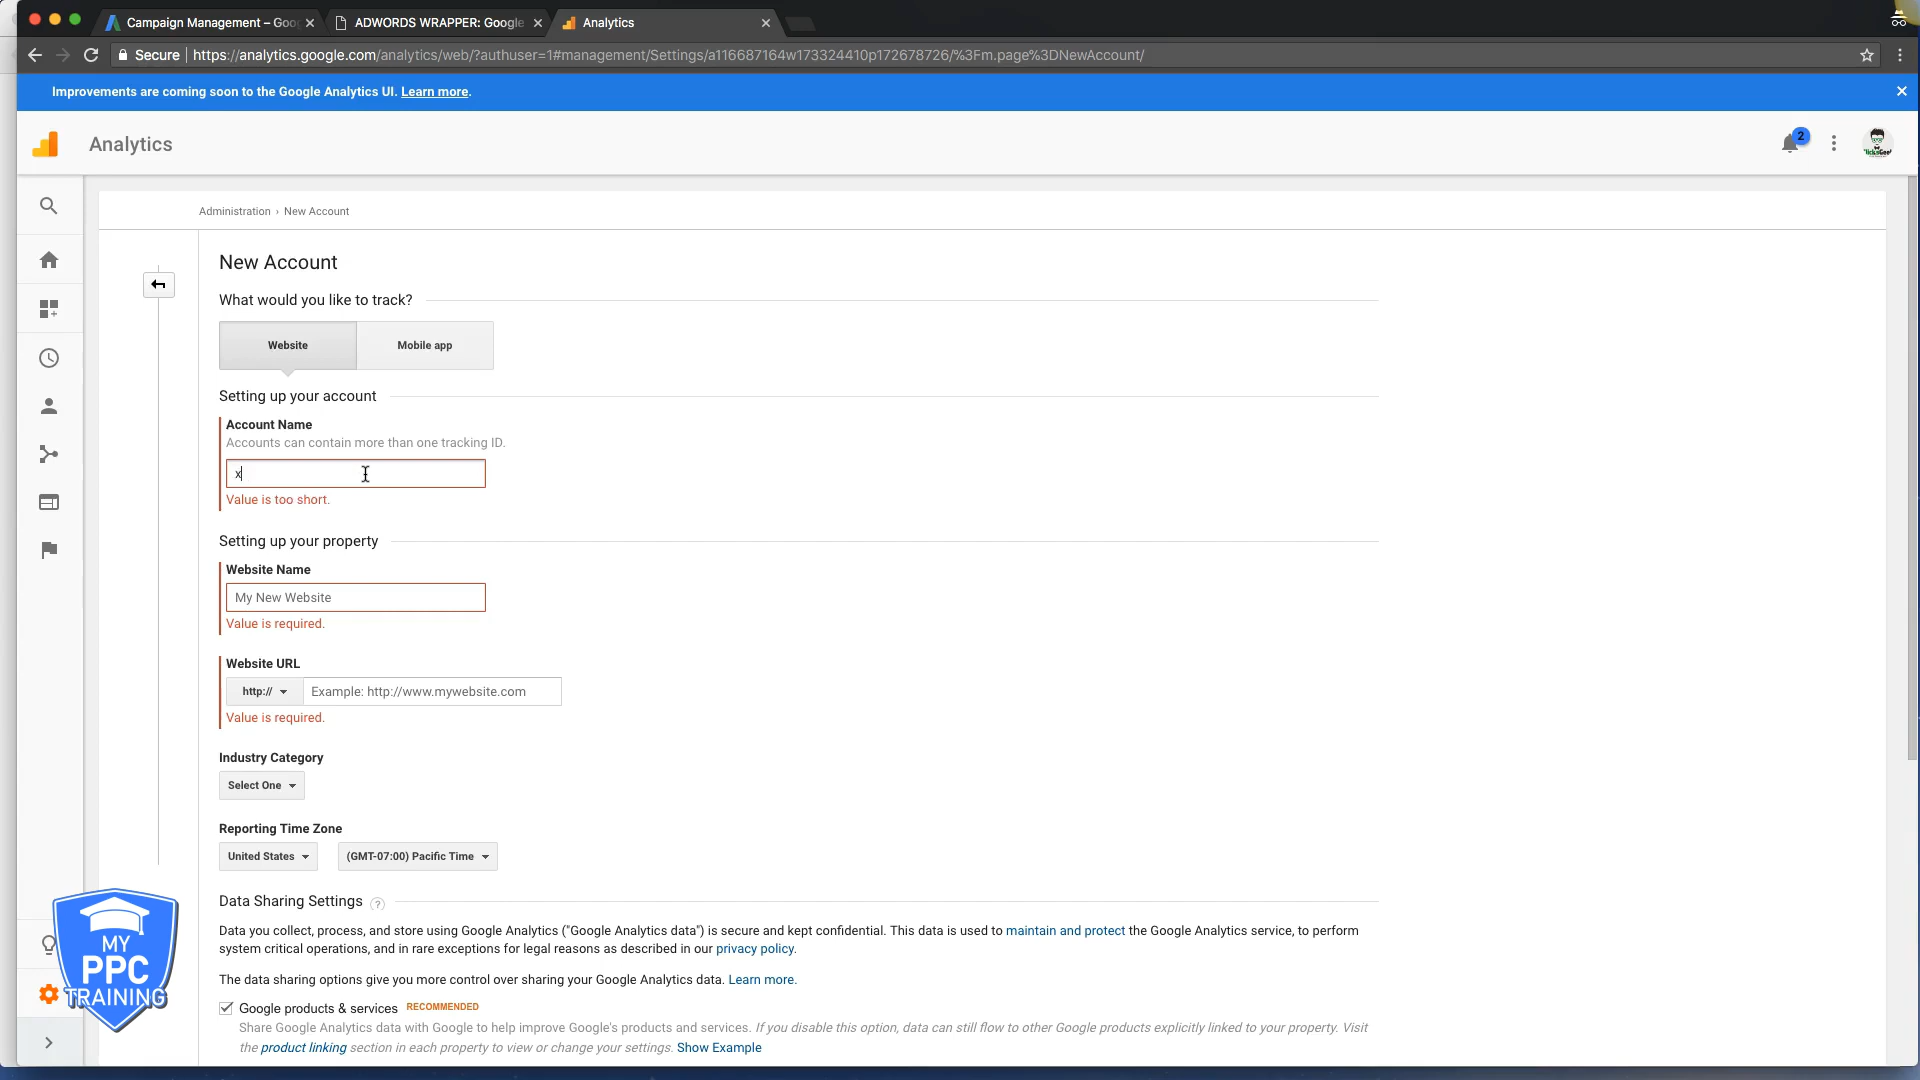 Campaign Management – Goo
ADWORDS WRAPPER: Google
Analytics
Secure
https://analytics.google.com/analytics/web/?authuser=1#management/Settings/a116687164w173324410p172678726/%3Fm.page%3DNewAccount/
Improvements are coming soon to the Google Analytics UI. Learn more.
Analytics
2
Administration › New Account
New Account
What would you like to track?
Website
Mobile app
Setting up your account
Account Name
Accounts can contain more than one tracking ID.
x
Value is too short.
Setting up your property
Website Name
My New Website
Value is required.
Website URL
http://
Example: http://www.mywebsite.com
Value is required.
Industry Category
Select One
Reporting Time Zone
United States
(GMT-07:00) Pacific Time
Data Sharing Settings ?
Data you collect, process, and store using Google Analytics ("Google Analytics data") is secure and kept confidential. This data is used to maintain and protect the Google Analytics service, to perform
system critical operations, and in rare exceptions for legal reasons as described in our privacy policy.
The data sharing options give you more control over sharing your Google Analytics data. Learn more.
Google products & services RECOMMENDED
Share Google Analytics data with Google to help improve Google's products and services. If you disable this option, data can still flow to other Google products explicitly linked to your property. Visit
the product linking section in each property to view or change your settings. Show Example
MY
PPC
TRAINING